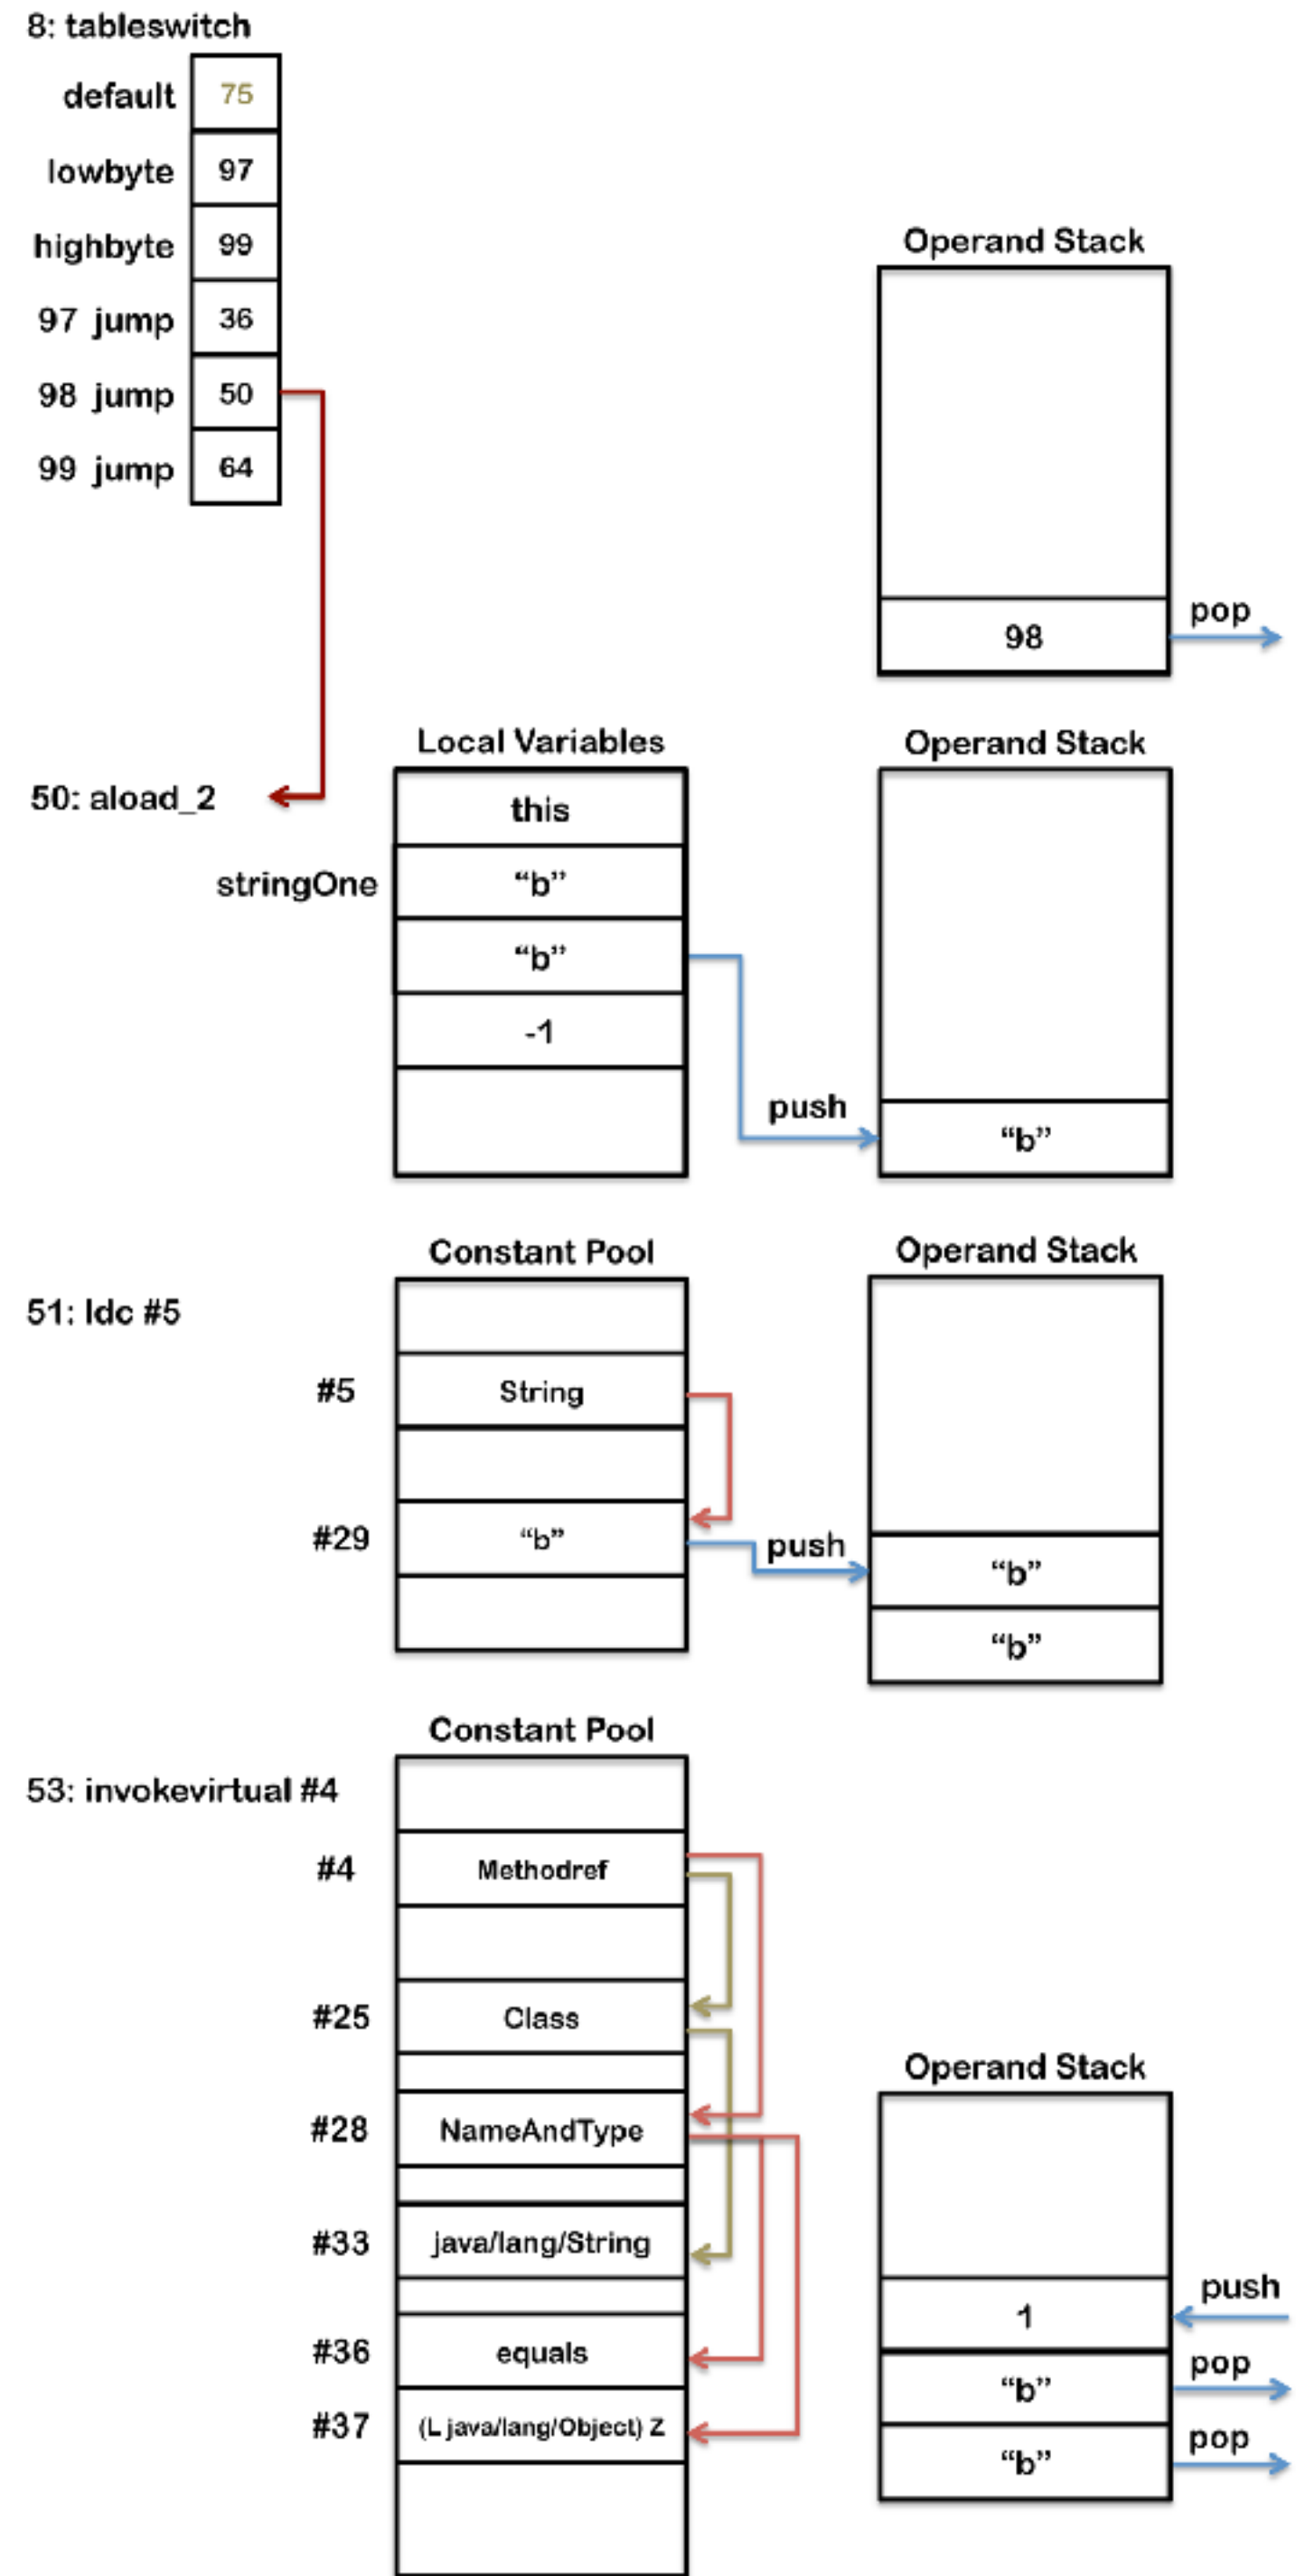 8: tableswitch
default 75
lowbyte 97
highbyte 99
97 jump 36
98 jump 50
99 jump 64
Operand Stack
98
pop
50: aload_2
Local Variables
this
stringOne “b”
“b”
-1
push
Operand Stack
“b”
51: ldc #5
Constant Pool
#5 String
#29 “b”
push
Operand Stack
“b”
“b”
53: invokevirtual #4
Constant Pool
#4 Methodref
#25 Class
#28 NameAndType
#33 java/lang/String
#36 equals
#37 (L java/lang/Object) Z
Operand Stack
1 push
“b” pop
“b” pop